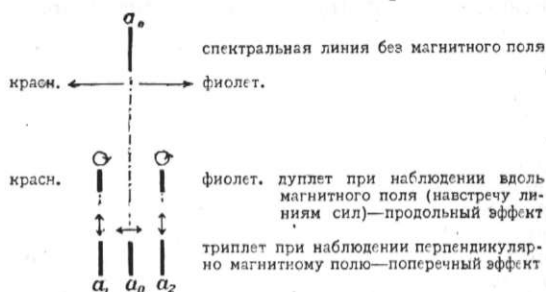 a₀
спектральная линия без магнитного поля
красн. фиолет.
красн. фиолет. дуплет при наблюдении вдоль
магнитного поля (навстречу ли-
ниям сил)—продольный эффект
триплет при наблюдении перпендикуляр-
но магнитному полю—поперечный эффект
a₁ a₀ a₂